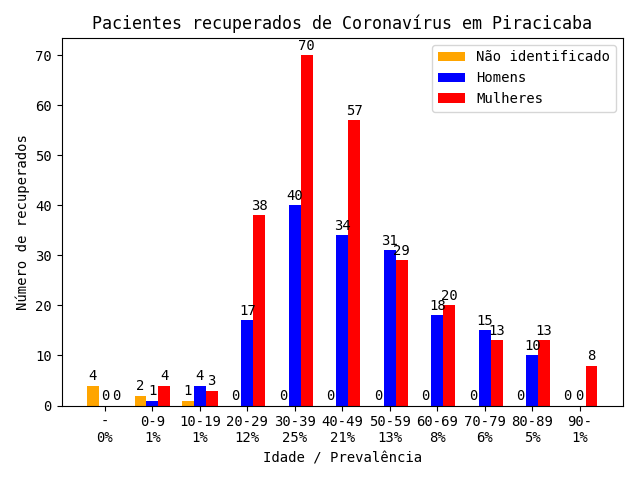 Pacientes recuperados de Coronavírus em Piracicaba
Número de recuperados
70
60
50
40
30
20
10
0
Não identificado
Homens
Mulheres
4 0 0
2 1 4
1 4 3
0 17 38
0 40 70
0 34 57
0 31 29
0 18 20
0 15 13
0 10 13
0 0 8
- 0-9 10-19 20-29 30-39 40-49 50-59 60-69 70-79 80-89 90-
0% 1% 1% 12% 25% 21% 13% 8% 6% 5% 1%
Idade / Prevalência